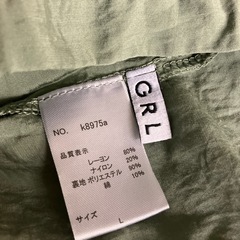 NO. k8975a
品質表示
レーヨン 80%
ナイロン 20%
裏地 ポリエステル 90%
綿 10%
サイズ L
GRL